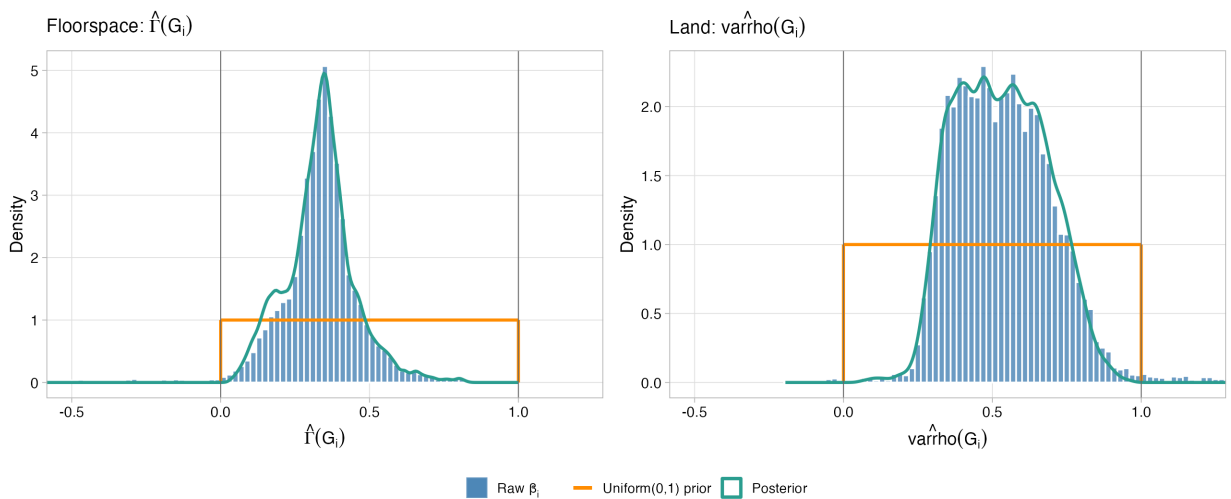 Floorspace: Γ̂(Gᵢ)
Land: varr̂ho(Gᵢ)
Density
5
4
3
2
1
0
-0.5
0.0
0.5
1.0
Γ̂(Gᵢ)
Density
2.0
1.5
1.0
0.5
0.0
-0.5
0.0
0.5
1.0
varr̂ho(Gᵢ)
Raw βᵢ
Uniform(0,1) prior
Posterior